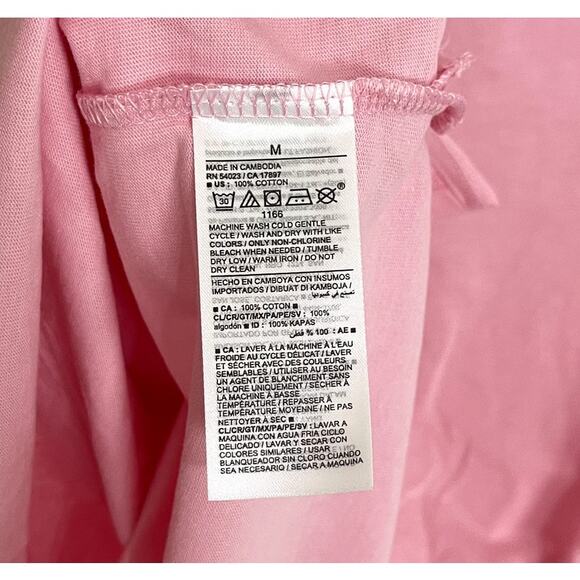 M
MADE IN CAMBODIA
RN 54023 / CA 17897
■ US : 100% COTTON
30
1166
MACHINE WASH COLD GENTLE
CYCLE / WASH AND DRY WITH LIKE
COLORS / ONLY NON-CHLORINE
BLEACH WHEN NEEDED / TUMBLE
DRY LOW / WARM IRON / DO NOT
DRY CLEAN
HECHO EN CAMBOYA CON INSUMOS
IMPORTADOS / DIBUAT DI KAMBOJA /
تصنع في كمبوديا
■ CA : 100% COTON ■
CL/CR/GT/MX/PA/PE/SV : 100%
algodón ■ ID : 100% KAPAS
■ AE : 100 % قطن
■ CA : LAVER À LA MACHINE À L'EAU
FROIDE AU CYCLE DÉLICAT / LAVER
ET SÉCHER AVEC DES COULEURS
SEMBLABLES / UTILISER AU BESOIN
UN AGENT DE BLANCHIMENT SANS
CHLORE UNIQUEMENT / SÉCHER À
LA MACHINE À BASSE
TEMPÉRATURE / REPASSER À
TEMPÉRATURE MOYENNE / NE PAS
NETTOYER À SEC ■
CL/CR/GT/MX/PA/PE/SV : LAVAR A
MAQUINA CON AGUA FRIA CICLO
DELICADO / LAVAR Y SECAR CON
COLORES SIMILARES / USAR
BLANQUEADOR SIN CLORO CUANDO
SEA NECESARIO / SECAR A MAQUINA